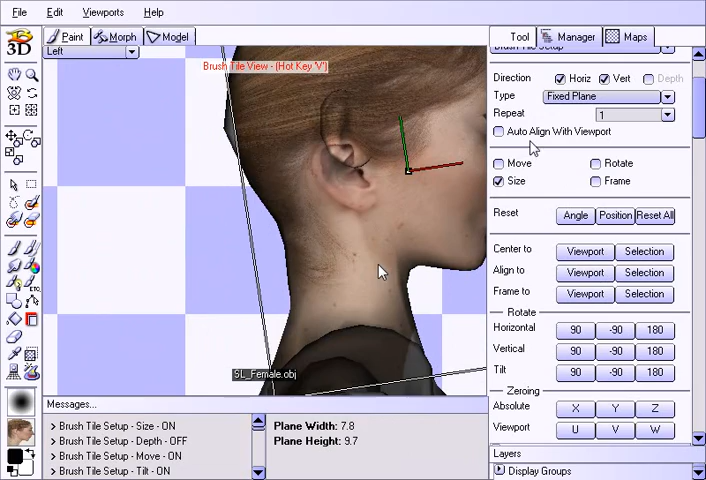 File Edit Viewports Help
3D
Paint Morph Model
Tool Manager Maps
Left
Brush Tile View - (Hot Key 'V')
Brush Tile Setup
Direction Horiz Vert Depth
Type Fixed Plane
Repeat 1
Auto Align With Viewport
Move Rotate
Size Frame
Reset Angle Position Reset All
Center to Viewport Selection
Align to Viewport Selection
Frame to Viewport Selection
Rotate
Horizontal 90 -90 180
Vertical 90 -90 180
Tilt 90 -90 180
Zeroing
Absolute X Y Z
Viewport U V W
ETC
SL_Female.obj
Messages...
> Brush Tile Setup - Size - ON
> Brush Tile Setup - Depth - OFF
> Brush Tile Setup - Move - ON
> Brush Tile Setup - Tilt - ON
Plane Width: 7.8
Plane Height: 9.7
Layers
Display Groups